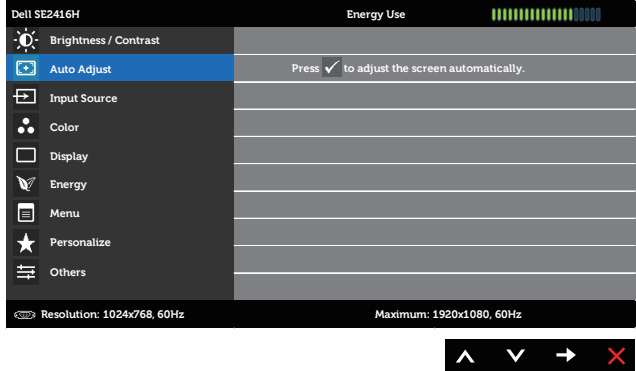 Dell SE2416H Energy Use
Brightness / Contrast
Auto Adjust Press ✓ to adjust the screen automatically.
Input Source
Color
Display
Energy
Menu
Personalize
Others
Resolution: 1024x768, 60Hz Maximum: 1920x1080, 60Hz